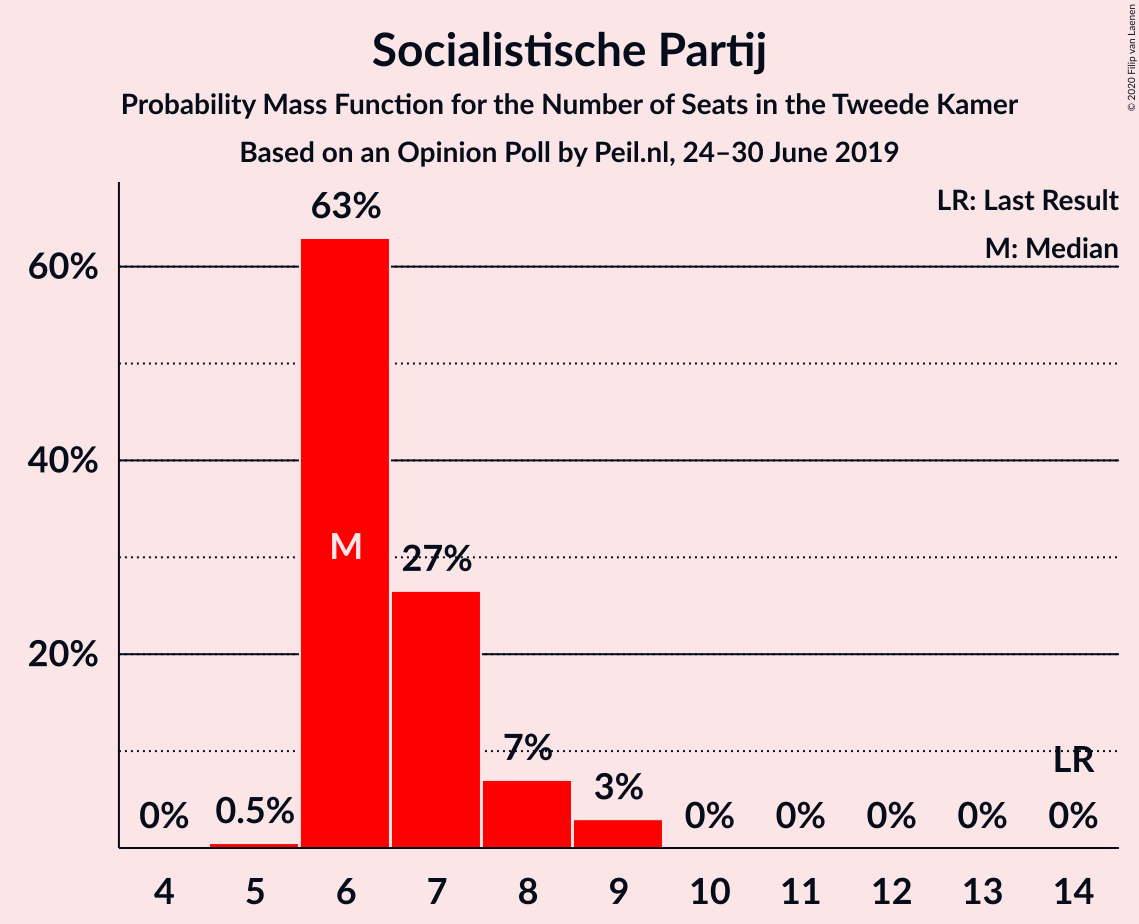 Socialistische Partij
Probability Mass Function for the Number of Seats in the Tweede Kamer
Based on an Opinion Poll by Peil.nl, 24–30 June 2019
© 2020 Filip van Laenen
LR: Last Result
M: Median
60%
40%
20%
63%
M
27%
7%
3%
LR
0%
0.5%
0%
0%
0%
0%
0%
4 5 6 7 8 9 10 11 12 13 14